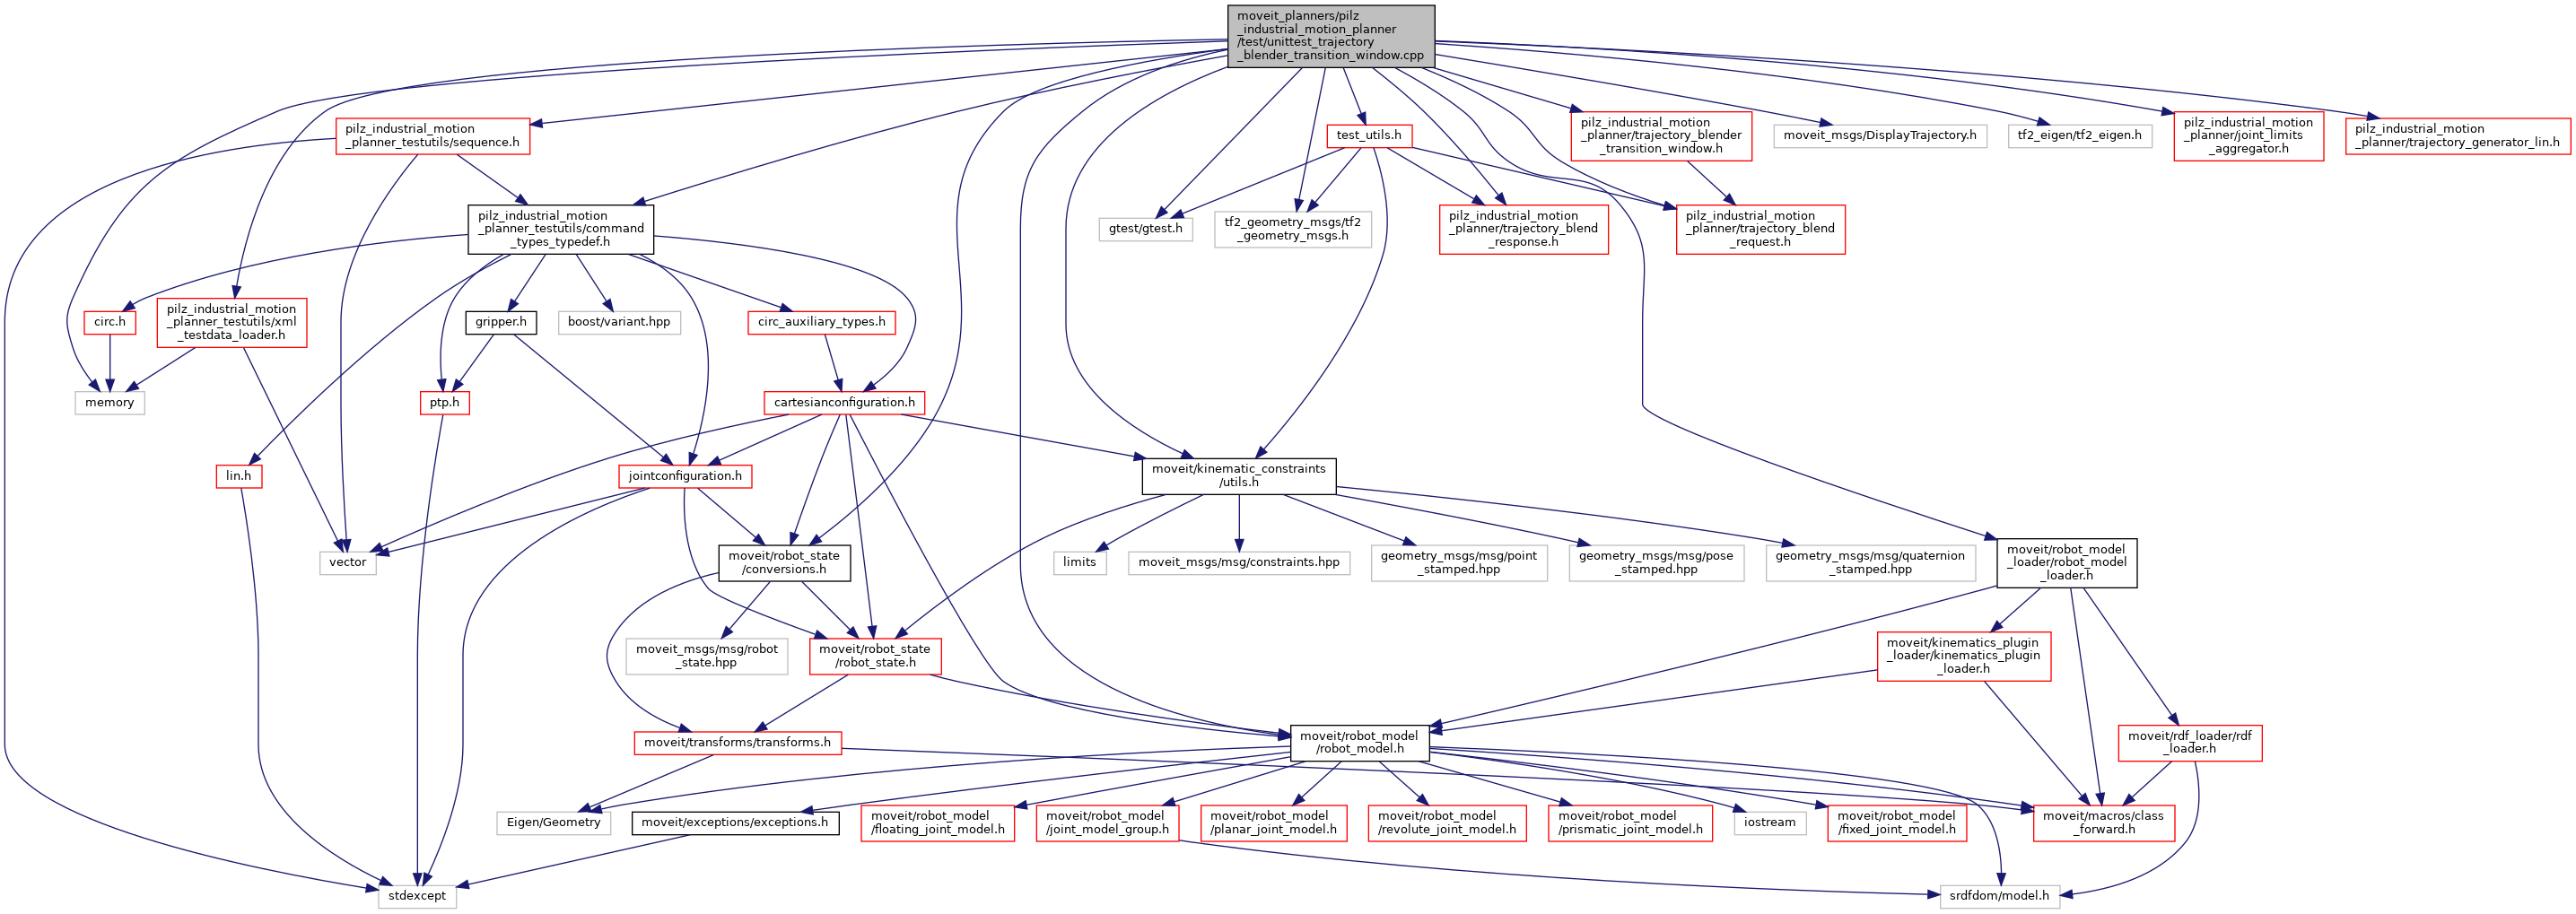 moveit_planners/pilz
_industrial_motion_planner
/test/unittest_trajectory
_blender_transition_window.cpp
pilz_industrial_motion
_planner_testutils/sequence.h
test_utils.h
pilz_industrial_motion
_planner/trajectory_blender
_transition_window.h
moveit_msgs/DisplayTrajectory.h
tf2_eigen/tf2_eigen.h
pilz_industrial_motion
_planner/joint_limits
_aggregator.h
pilz_industrial_motion
_planner/trajectory_generator_lin.h
pilz_industrial_motion
_planner_testutils/command
_types_typedef.h
gtest/gtest.h
tf2_geometry_msgs/tf2
_geometry_msgs.h
pilz_industrial_motion
_planner/trajectory_blend
_response.h
pilz_industrial_motion
_planner/trajectory_blend
_request.h
circ.h
pilz_industrial_motion
_planner_testutils/xml
_testdata_loader.h
gripper.h
boost/variant.hpp
circ_auxiliary_types.h
memory
ptp.h
cartesianconfiguration.h
lin.h
jointconfiguration.h
moveit/kinematic_constraints
/utils.h
vector
moveit/robot_state
/conversions.h
limits
moveit_msgs/msg/constraints.hpp
geometry_msgs/msg/point
_stamped.hpp
geometry_msgs/msg/pose
_stamped.hpp
geometry_msgs/msg/quaternion
_stamped.hpp
moveit/robot_model
_loader/robot_model
_loader.h
moveit_msgs/msg/robot
_state.hpp
moveit/robot_state
/robot_state.h
moveit/kinematics_plugin
_loader/kinematics_plugin
_loader.h
moveit/transforms/transforms.h
moveit/robot_model
/robot_model.h
moveit/rdf_loader/rdf
_loader.h
Eigen/Geometry
moveit/exceptions/exceptions.h
moveit/robot_model
/floating_joint_model.h
moveit/robot_model
/joint_model_group.h
moveit/robot_model
/planar_joint_model.h
moveit/robot_model
/revolute_joint_model.h
moveit/robot_model
/prismatic_joint_model.h
iostream
moveit/robot_model
/fixed_joint_model.h
moveit/macros/class
_forward.h
stdexcept
srdfdom/model.h